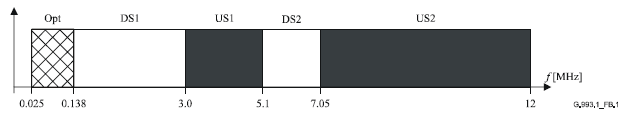 Opt DS1 US1 DS2 US2
f [MHz]
0.025 0.138 3.0 5.1 7.05 12
G.993.1_FB.1